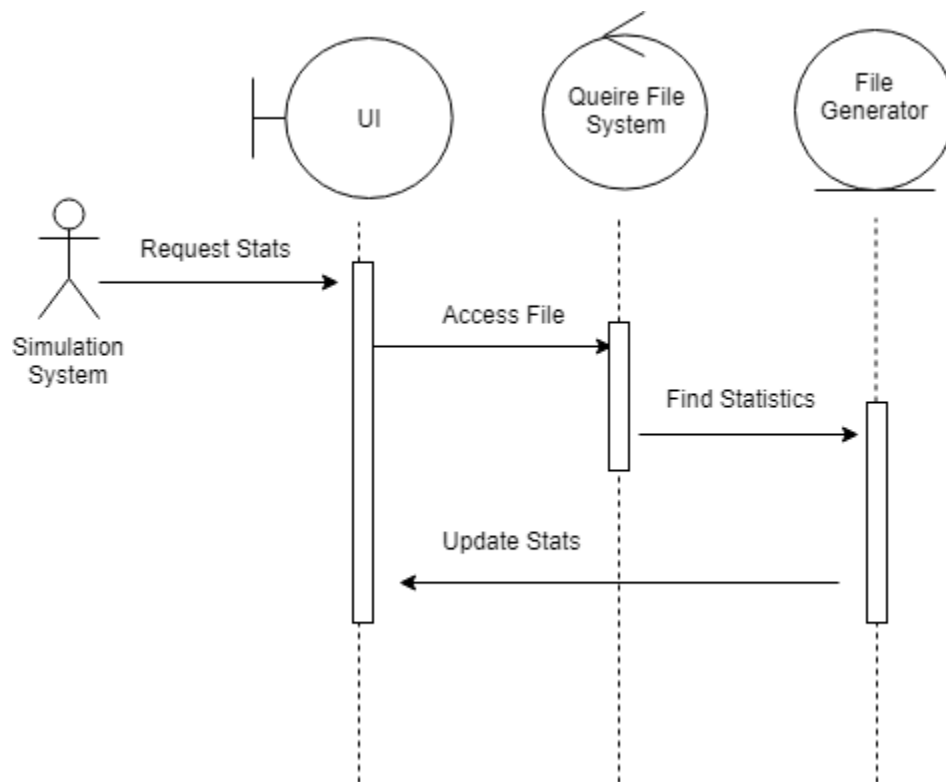 UI
Queire File
System
File
Generator
Request Stats
Simulation
System
Access File
Find Statistics
Update Stats